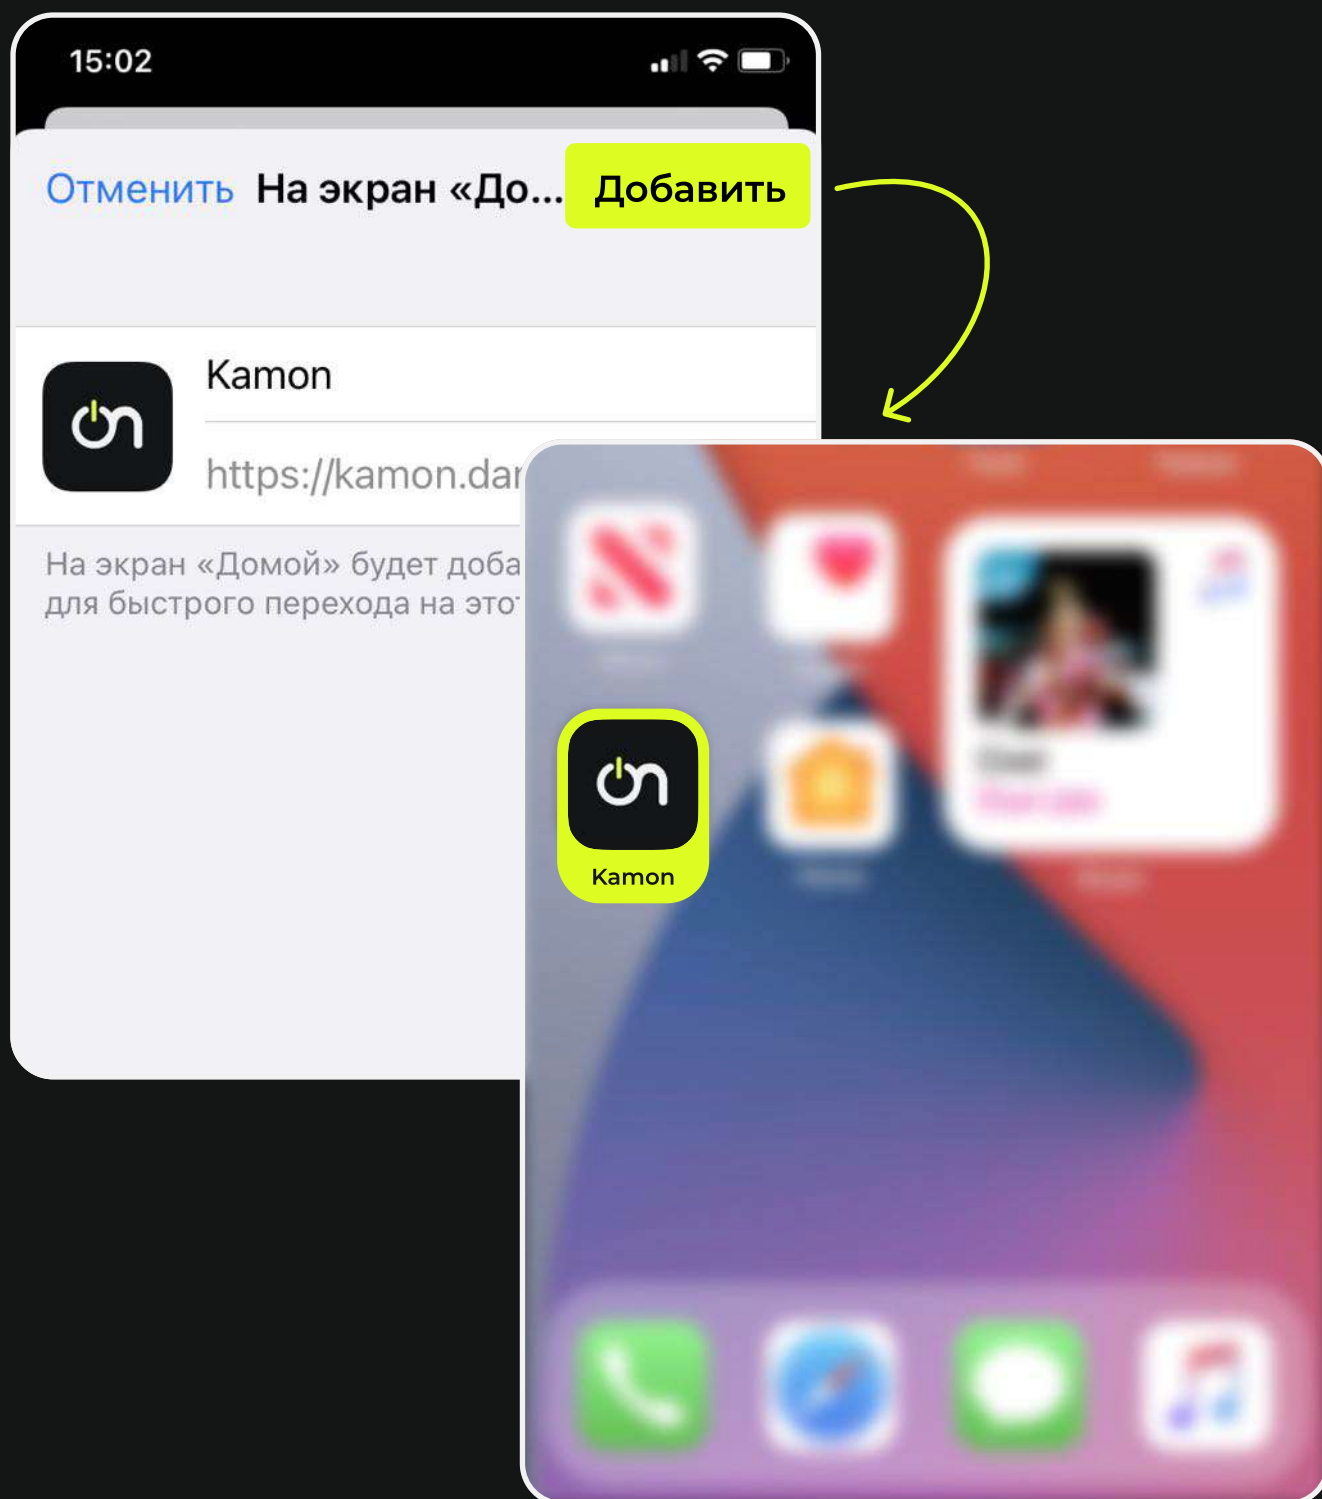 15:02
Отменить На экран «До... Добавить
Kamon
https://kamon.dar
На экран «Домой» будет доба
для быстрого перехода на этот
Kamon